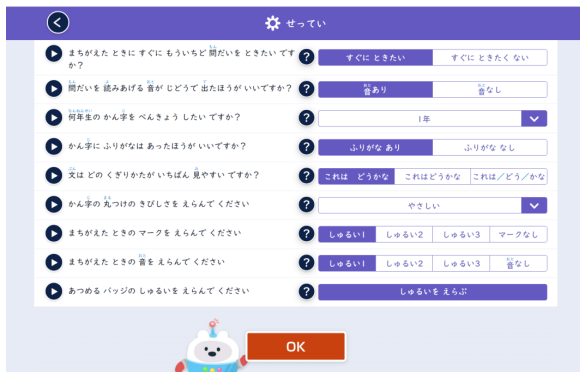 せってい
まちがえた ときに すぐに もういちど 問だいを ときたい です
か？
? すぐに ときたい すぐに ときたく ない
問だいを 読みあげる 音が じどうで 出たほうが いいですか？ ? 音あり 音なし
何年生の かん字を べんきょう したい ですか？ ? 1年
かん字に ふりがなは あったほうが いいですか？ ? ふりがな あり ふりがな なし
文は どの くぎりかたが いちばん 見やすい ですか？ ? これは どうかな これはどうかな これは／どう／かな
かん字の 丸つけの きびしさを えらんで ください ? やさしい
まちがえた ときの マークを えらんで ください ? しゅるい1 しゅるい2 しゅるい3 マークなし
まちがえた ときの 音を えらんで ください ? しゅるい1 しゅるい2 しゅるい3 音なし
あつめる バッジの しゅるいを えらんで ください ? しゅるいを えらぶ
OK